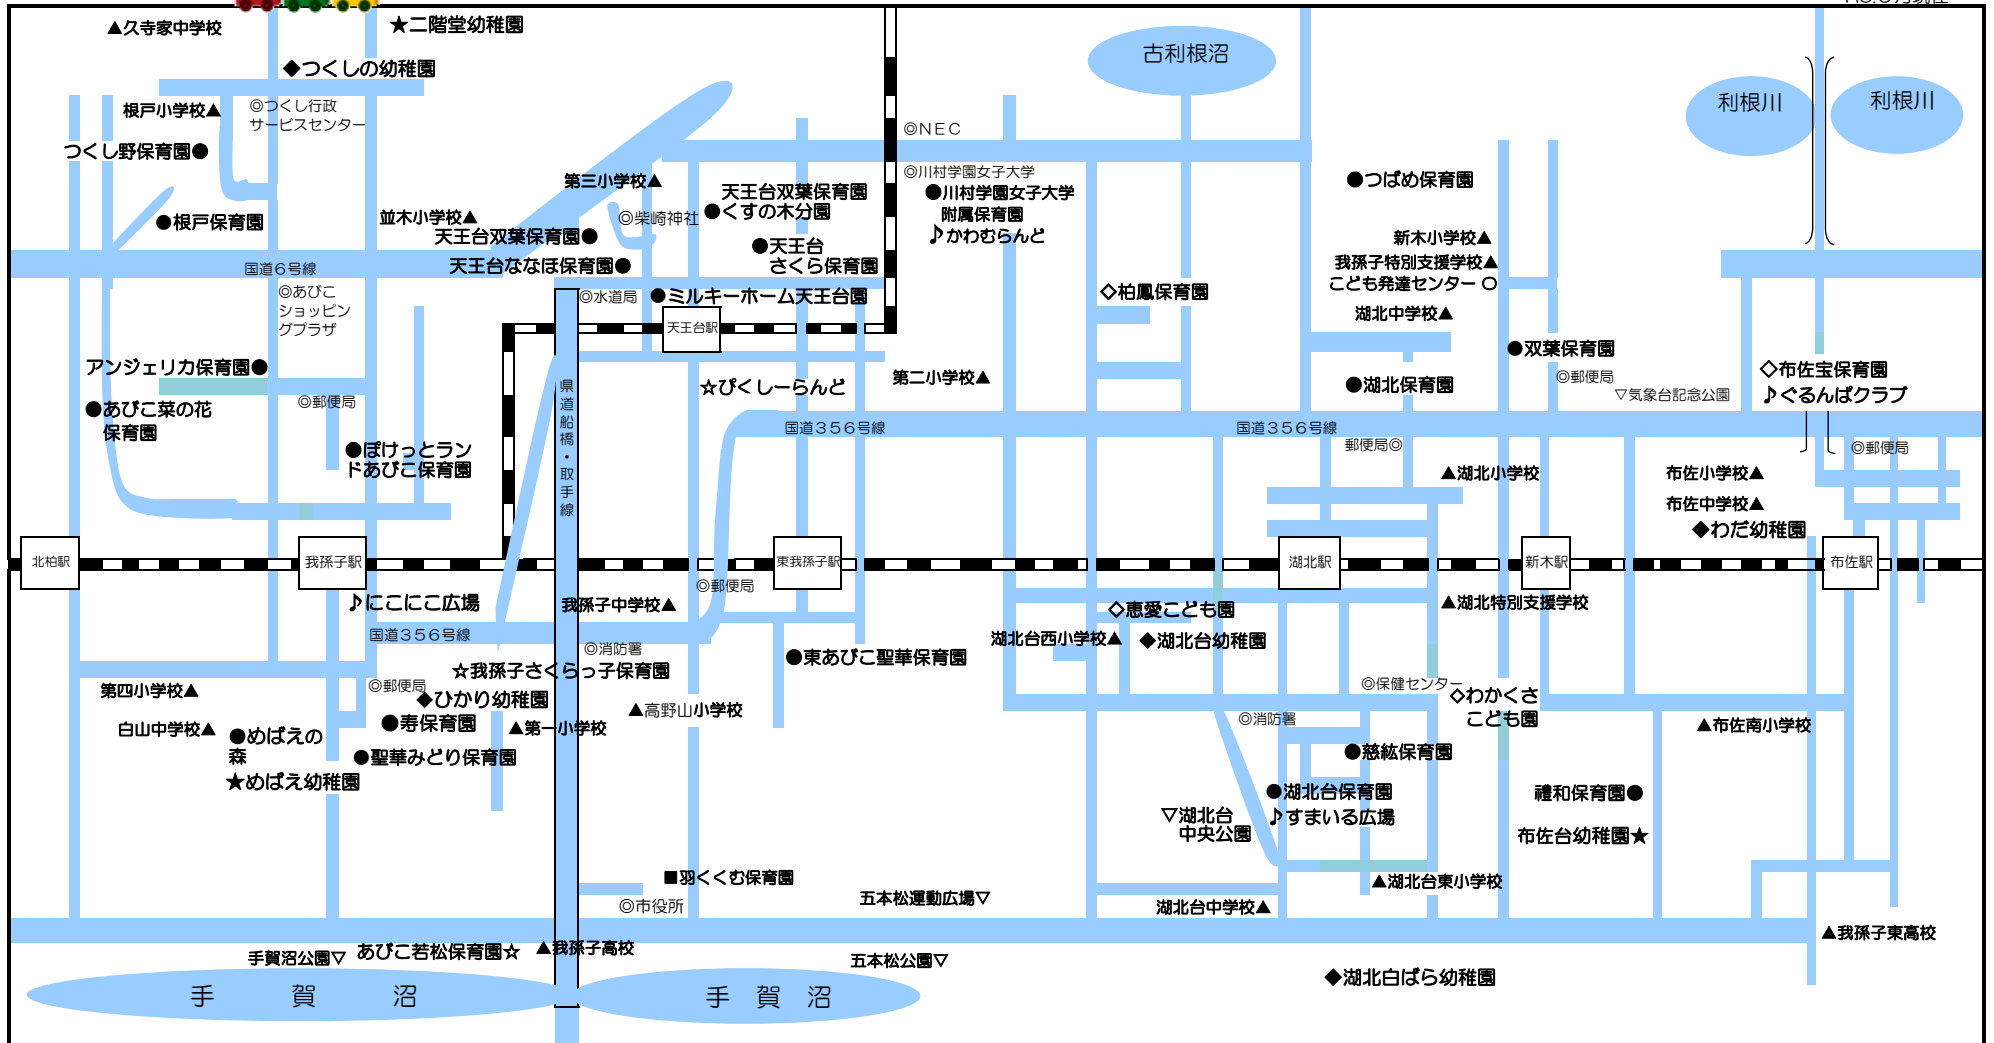 ▲久寺家中学校
★二階堂幼稚園
◆つくしの幼稚園
古利根沼
利根川
利根川
根戸小学校▲
◎つくし行政
サービスセンター
つくし野保育園●
◎NEC
◎川村学園女子大学
●川村学園女子大学
附属保育園
♪かわむらんど
第三小学校▲
天王台双葉保育園
●くすの木分園
◎柴崎神社
●つばめ保育園
●根戸保育園
並木小学校▲
天王台双葉保育園●
●天王台
さくら保育園
新木小学校▲
我孫子特別支援学校▲
こども発達センター ○
国道6号線
天王台ななほ保育園●
◎あびこ
ショッピン
グプラザ
◎水道局
●ミルキーホーム天王台園
◇柏鳳保育園
湖北中学校▲
天王台駅
●双葉保育園
アンジェリカ保育園●
県道船橋・取手線
☆ぴくしーらんど
第二小学校▲
●湖北保育園
◎郵便局
▽気象台記念公園
◇布佐宝保育園
♪ぐるんぱクラブ
●あびこ菜の花
保育園
◎郵便局
国道356号線
国道356号線
郵便局◎
◎郵便局
●ぽけっとラン
ドあびこ保育園
▲湖北小学校
布佐小学校▲
布佐中学校▲
◆わだ幼稚園
北柏駅
我孫子駅
東我孫子駅
湖北駅
新木駅
布佐駅
◎郵便局
♪にこにこ広場
我孫子中学校▲
◇恵愛こども園
▲湖北特別支援学校
国道356号線
◎消防署
湖北台西小学校▲
◆湖北台幼稚園
●東あびこ聖華保育園
☆我孫子さくらっ子保育園
第四小学校▲
◎郵便局
◆ひかり幼稚園
◎保健センター
◇わかくさ
こども園
▲高野山小学校
◎消防署
白山中学校▲
●めばえの
森
●寿保育園
▲第一小学校
▲布佐南小学校
●聖華みどり保育園
●慈紘保育園
★めばえ幼稚園
●湖北台保育園
♪すまいる広場
禮和保育園●
▽湖北台
中央公園
布佐台幼稚園★
■羽くくむ保育園
▲湖北台東小学校
五本松運動広場▽
◎市役所
湖北台中学校▲
▲我孫子東高校
手賀沼公園▽
あびこ若松保育園☆
▲我孫子高校
五本松公園▽
◆湖北白ばら幼稚園
手　賀　沼
手　賀　沼